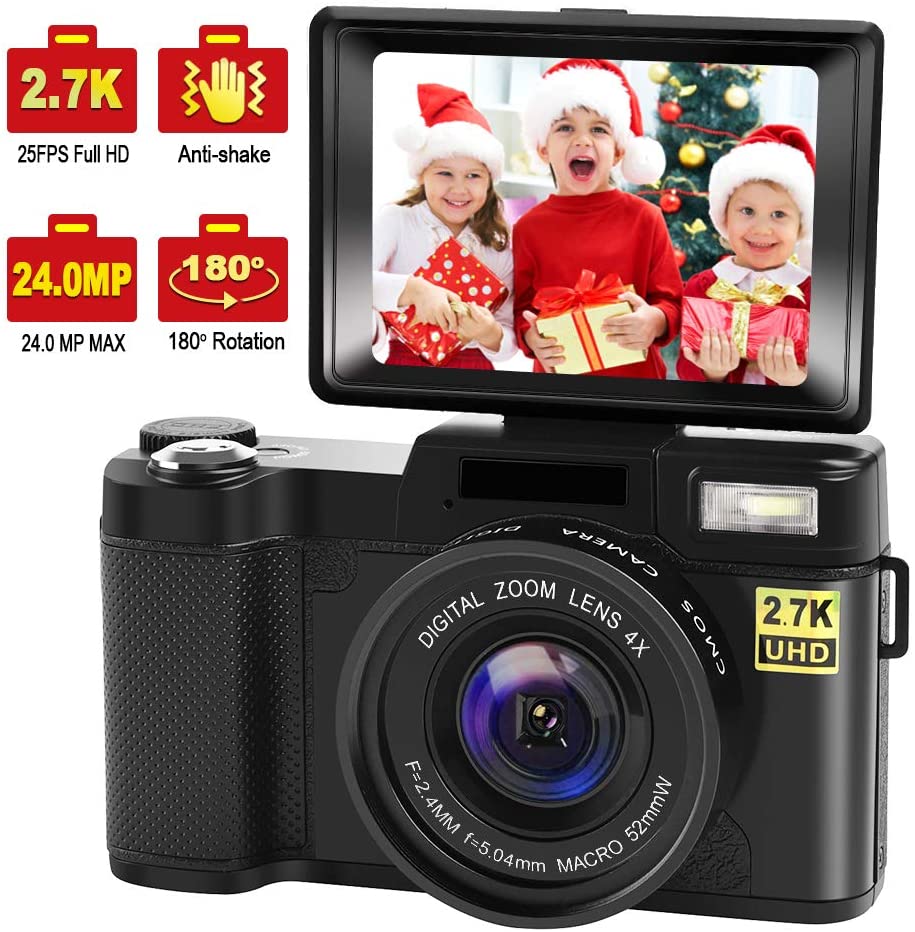 2.7K
25FPS Full HD
Anti-shake
24.0MP
24.0 MP MAX
180°
180° Rotation
DIGI
CAMERA
CMOS
DIGITAL ZOOM LENS 4X
F=2.4MM f=5.04mm MACRO 52mmW
2.7K
UHD